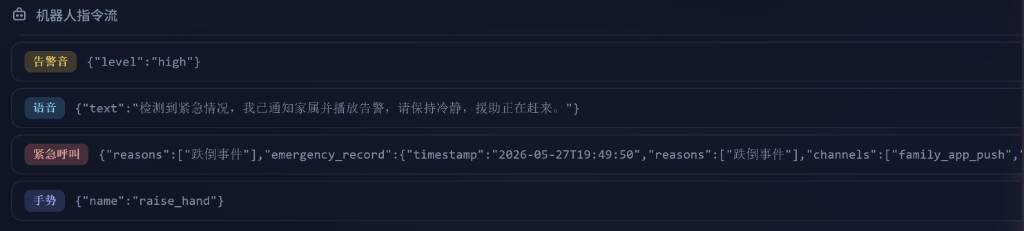 机器人指令流
告警音 {"level":"high"}
语音 {"text":"检测到紧急情况，我已通知家属并播放告警，请保持冷静，援助正在赶来。"}
紧急呼叫 {"reasons":["跌倒事件"],"emergency_record":{"timestamp":"2026-05-27T19:49:50","reasons":["跌倒事件"],"channels":["family_app_push","
手势 {"name":"raise_hand"}